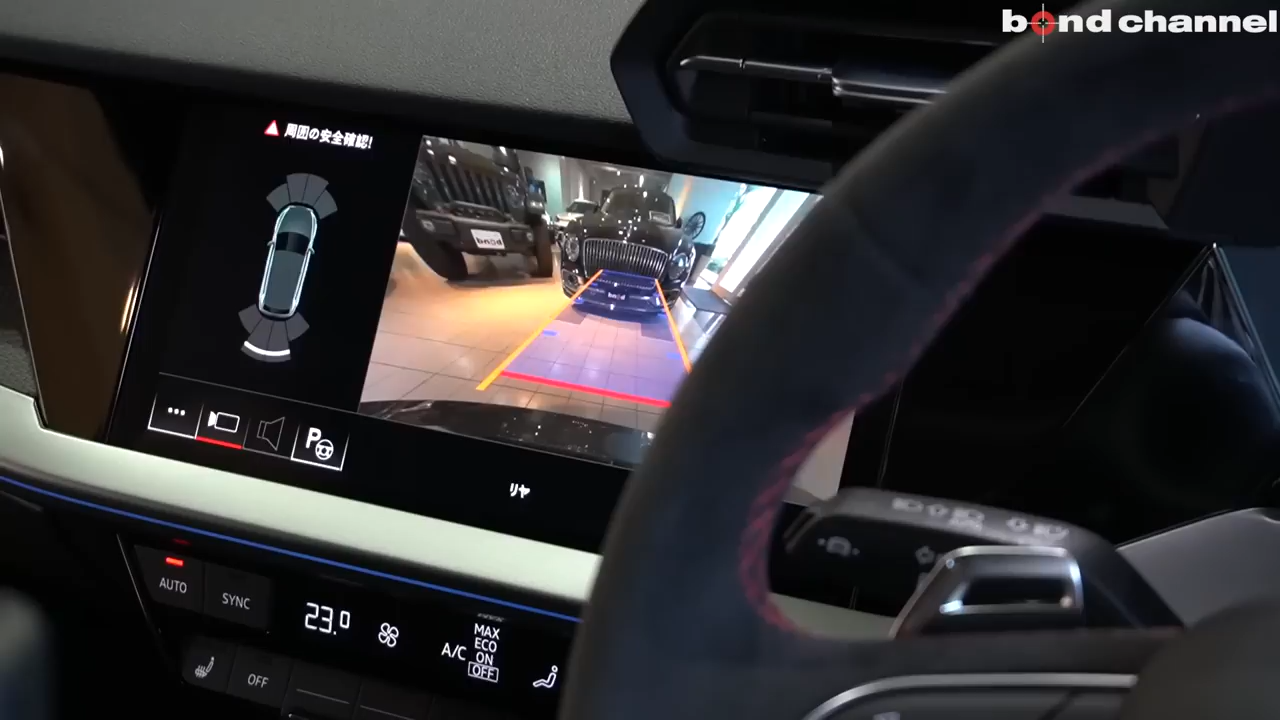 bond channel
周囲の安全確認!
bond
bond
P
リヤ
AUTO
SYNC
23.0
A/C
MAX
ECO
ON
OFF
OFF